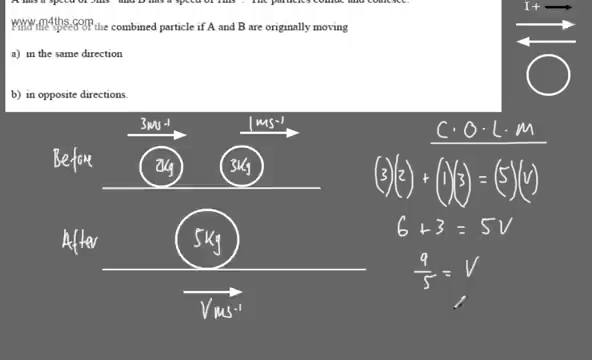 A has a speed of 3ms⁻¹ and B has a speed of 1ms⁻¹. The particles collide and coalesce.
www.m4ths.com
Find the speed of the combined particle if A and B are originally moving
a) in the same direction
b) in opposite directions.
I+
3ms⁻¹
1ms⁻¹
Before
2kg
3kg
After
5kg
Vms⁻¹
C.O.L.M
(3)(2) + (1)(3) = (5)(V)
6 + 3 = 5V
9/5 = V